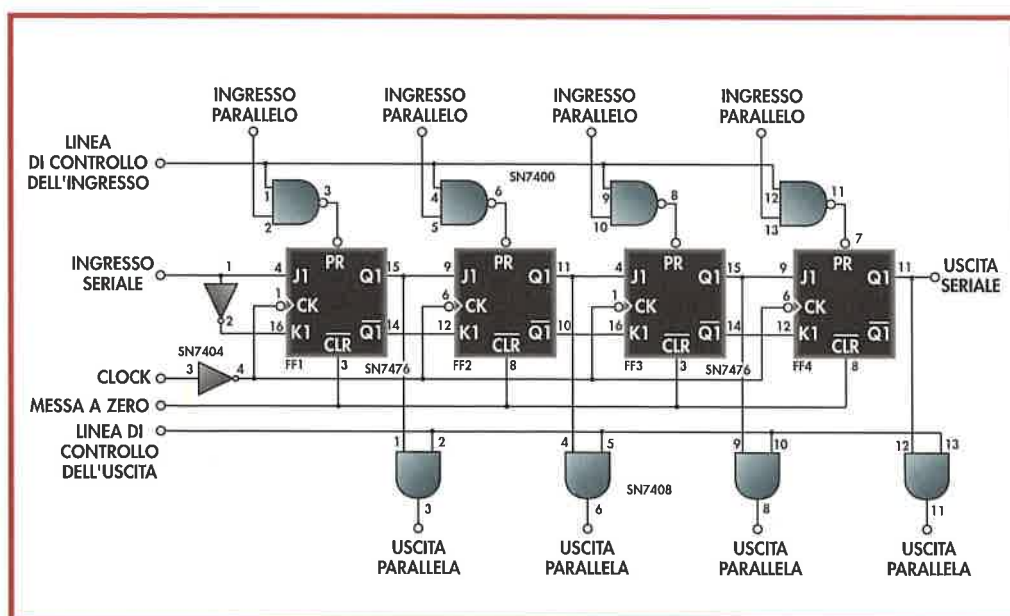 INGRESSO
PARALLELO
INGRESSO
PARALLELO
INGRESSO
PARALLELO
INGRESSO
PARALLELO
LINEA
DI CONTROLLO
DELL'INGRESSO
SN7400
1 3
2
4 6
5
9 8
10
12 11
13
7
INGRESSO
SERIALE
1 4 J1 PR Q1 15
9 J1 PR Q1 11
4 J1 PR Q1 15
9 J1 PR Q1 11
USCITA
SERIALE
1 CK
6 CK
1 CK
6 CK
2 16 K1 CLR Q1 14
12 K1 CLR Q1 10
16 K1 CLR Q1 14
12 K1 CLR Q1
SN7404
FF1 3 SN7476 FF2 8 FF3 3 SN7476 FF4 8
CLOCK 3 4
MESSA A ZERO
LINEA DI
CONTROLLO
DELL'USCITA
1 2 4 5 9 10 12 13
SN7408
3 6 8 11
USCITA
PARALLELA
USCITA
PARALLELA
USCITA
PARALLELA
USCITA
PARALLELA